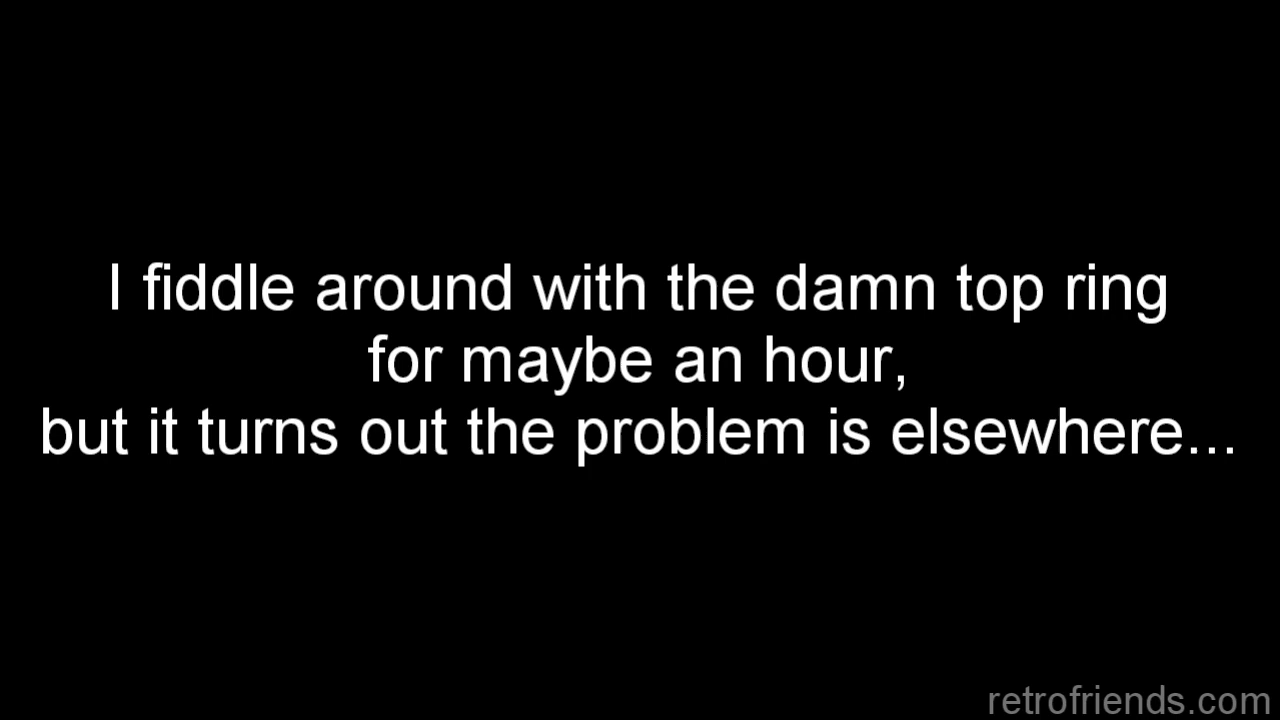 I fiddle around with the damn top ring
for maybe an hour,
but it turns out the problem is elsewhere...
retrofriends.com